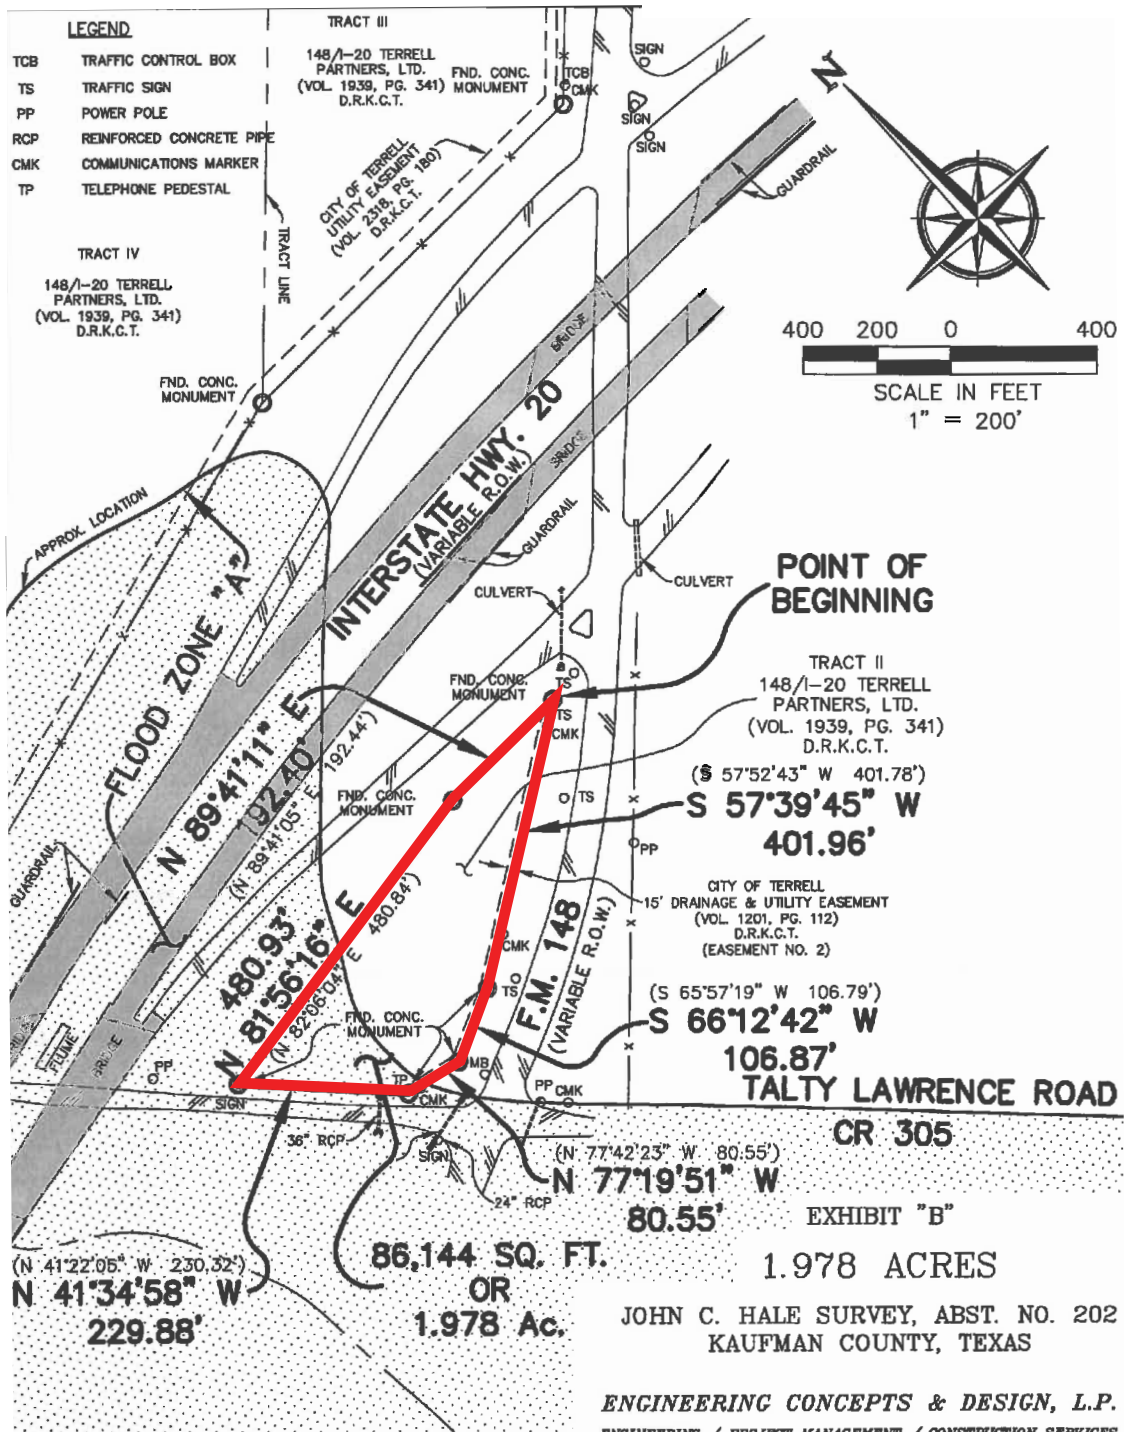 LEGEND
TCB TRAFFIC CONTROL BOX
TS TRAFFIC SIGN
PP POWER POLE
RCP REINFORCED CONCRETE PIPE
CMK COMMUNICATIONS MARKER
TP TELEPHONE PEDESTAL
TRACT III
148/I-20 TERRELL
PARTNERS, LTD.
(VOL. 1939, PG. 341)
D.R.K.C.T.
FND. CONC.
MONUMENT
TCB
CMK
SIGN
SIGN
SIGN
N
GUARDRAIL
CITY OF TERRELL
UTILITY EASEMENT
(VOL. 2318, PG. 180)
D.R.K.C.T.
TRACT LINE
TRACT IV
148/I-20 TERRELL
PARTNERS, LTD.
(VOL. 1939, PG. 341)
D.R.K.C.T.
400 200 0 400
SCALE IN FEET
1" = 200'
FND. CONC.
MONUMENT
BRIDGE
BRIDGE
INTERSTATE HWY. 20
(VARIABLE R.O.W.)
GUARDRAIL
APPROX. LOCATION
FLOOD ZONE "A"
CULVERT
CULVERT
POINT OF
BEGINNING
FND. CONC.
MONUMENT
TS
TS
CMK
TRACT II
148/I-20 TERRELL
PARTNERS, LTD.
(VOL. 1939, PG. 341)
D.R.K.C.T.
N 89°41'11" E
192.40'
(N 89°41'05" E 192.44')
FND. CONC.
MONUMENT
TS
(S 57°52'43" W 401.78')
S 57°39'45" W
401.96'
PP
GUARDRAIL
CITY OF TERRELL
15' DRAINAGE & UTILITY EASEMENT
(VOL. 1201, PG. 112)
D.R.K.C.T.
(EASEMENT NO. 2)
480.93'
N 81°56'16" E
(N 82°06'04" E 480.84')
CMK
TS
F.M. 148
(VARIABLE R.O.W.)
(S 65°57'19" W 106.79')
S 66°12'42" W
106.87'
FND. CONC.
MONUMENT
FLUME
BRIDGE
PP
SIGN
TP
CMK
MB
PP
CMK
TALTY LAWRENCE ROAD
CR 305
36" RCP
SIGN
24" RCP
(N 77°42'23" W 80.55')
N 77°19'51" W
80.55'
(N 41°22'05" W 230.32')
N 41°34'58" W
229.88'
86,144 SQ. FT.
OR
1.978 Ac.
EXHIBIT "B"
1.978 ACRES
JOHN C. HALE SURVEY, ABST. NO. 202
KAUFMAN COUNTY, TEXAS
ENGINEERING CONCEPTS & DESIGN, L.P.
ENGINEERING / PROJECT MANAGEMENT / CONSTRUCTION SERVICES